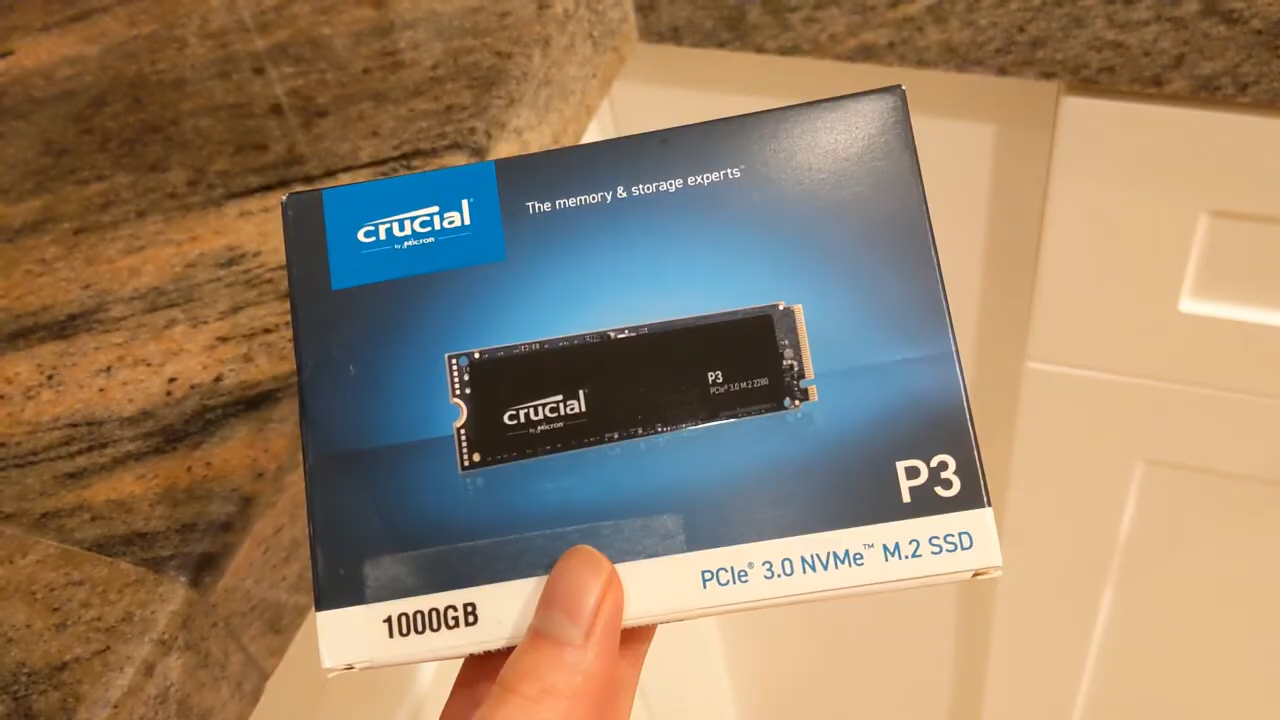 crucial®
by Micron
The memory & storage experts™
P3
PCIe® 3.0 M.2 2280
crucial
by Micron
P3
PCIe® 3.0 NVMe™ M.2 SSD
1000GB